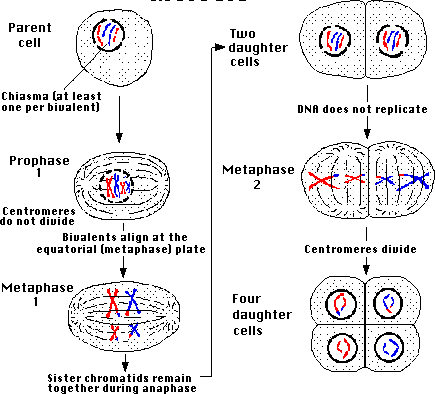 Parent
cell
Chiasma (at least
one per bivalent)
Prophase
1
Centromeres
do not divide
Bivalents align at the
equatorial (metaphase) plate
Metaphase
1
Sister chromatids remain
together during anaphase
Two
daughter
cells
DNA does not replicate
Metaphase
2
Centromeres divide
Four
daughter
cells